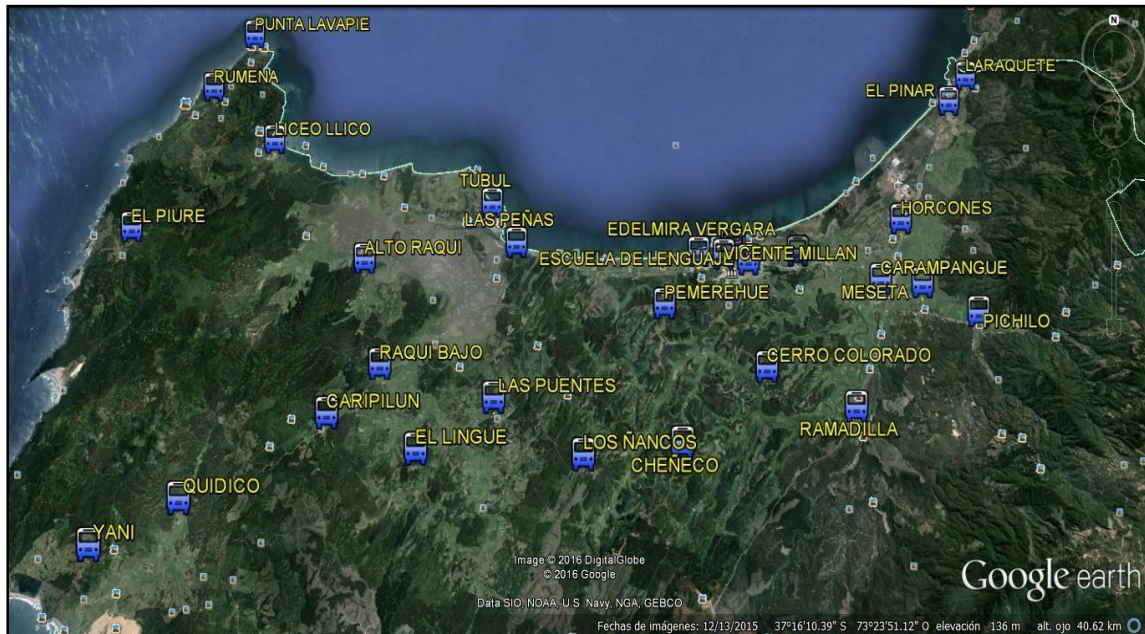 PUNTA LAVAPIE
N
RUMENA
LARAQUETE
EL PINAR
LICEO LLICO
TUBUL
EL PIURE
LAS PEÑAS
HORCONES
EDELMIRA VERGARA
ALTO RAQUI
ESCUELA DE LENGUAJE
VICENTE MILLAN
CARAMPANGUE
PEMEREHUE
MESETA
PICHILO
RAQUI BAJO
CERRO COLORADO
LAS PUENTES
CARIPILUN
RAMADILLA
EL LINGUE
LOS ÑANCOS
CHEÑECO
QUIDICO
YANI
Image © 2016 DigitalGlobe
© 2016 Google
Google earth
Data SIO, NOAA, U.S. Navy, NGA, GEBCO
Fechas de imágenes: 12/13/2015 37°16'10.39" S 73°23'51.12" O elevación -136 m alt. ojo 40.62 km